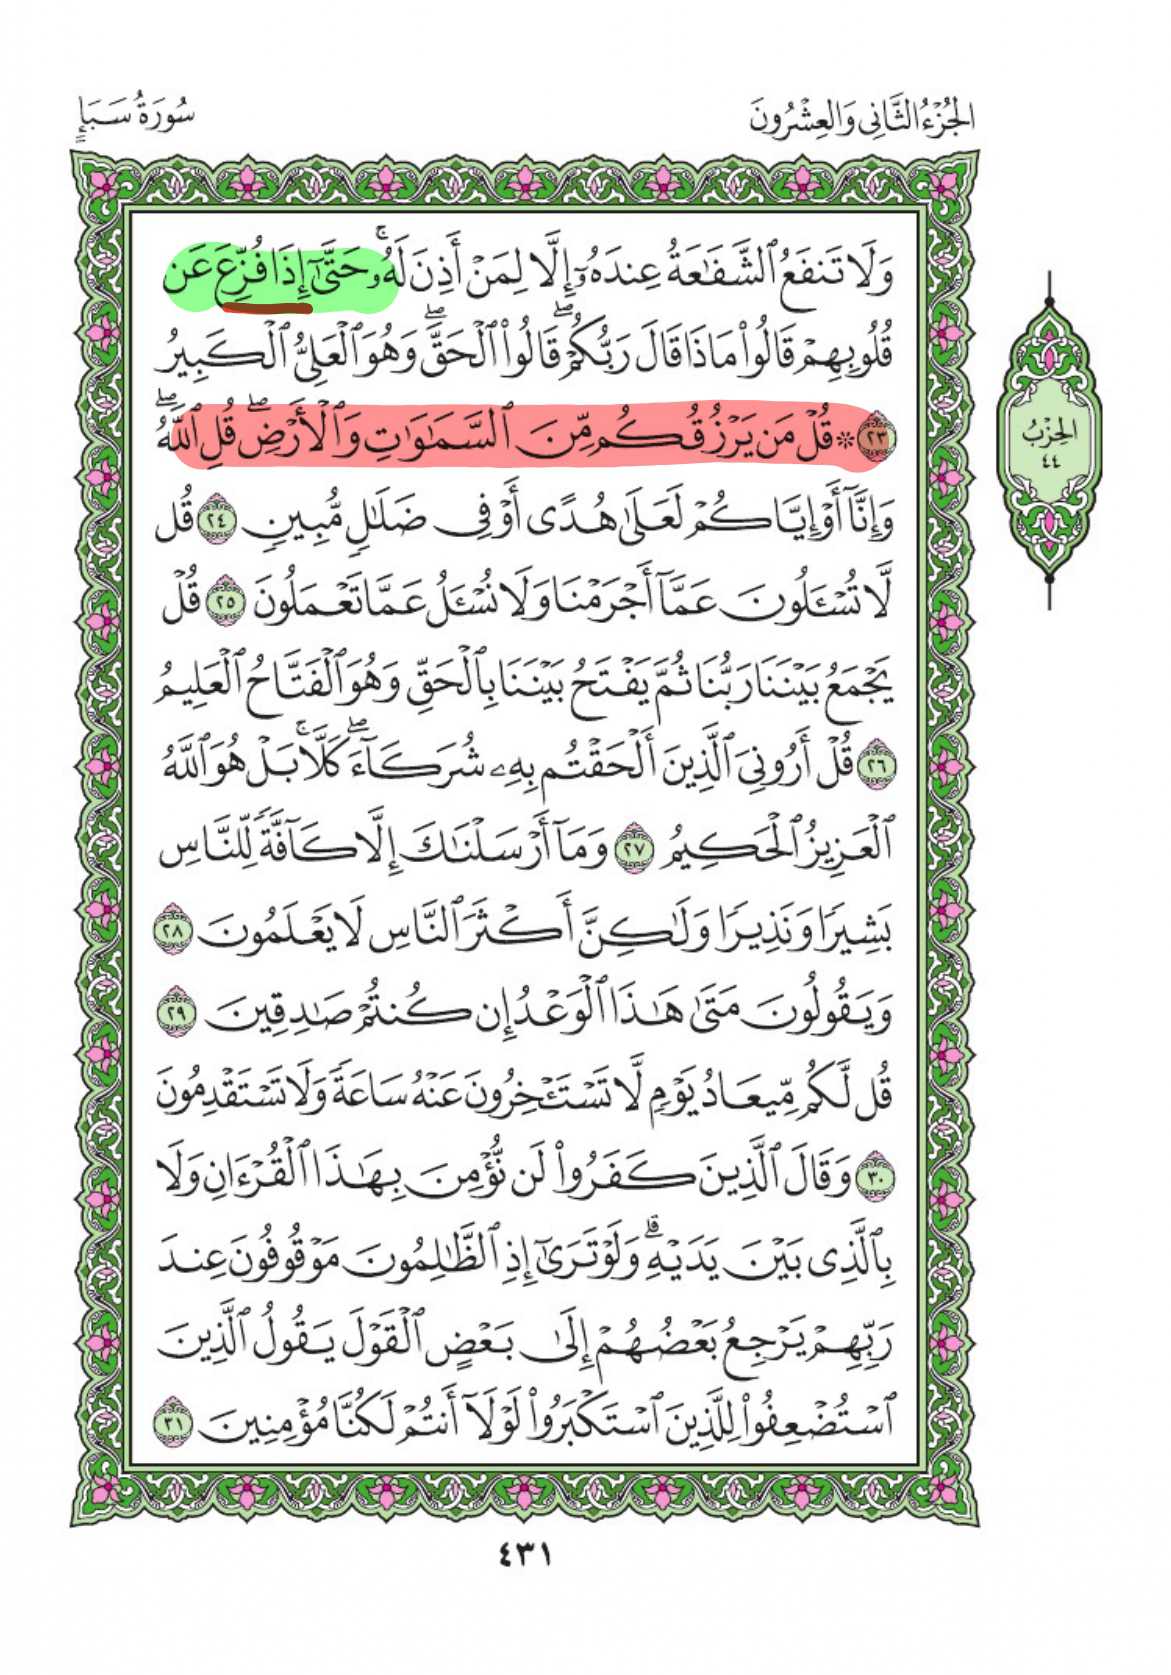 الجُزْءُ الثَّانِي وَالعِشْرُونَ
سُورَةُ سَبَإٍ
وَلَا تَنفَعُ ٱلشَّفَٰعَةُ عِندَهُۥٓ إِلَّا لِمَنْ أَذِنَ لَهُۥۚ حَتَّىٰٓ إِذَا فُزِّعَ عَن
قُلُوبِهِمْ قَالُوا۟ مَاذَا قَالَ رَبُّكُمْۖ قَالُوا۟ ٱلْحَقَّۖ وَهُوَ ٱلْعَلِىُّ ٱلْكَبِيرُ
٢٣ * قُلْ مَن يَرْزُقُكُم مِّنَ ٱلسَّمَٰوَٰتِ وَٱلْأَرْضِۖ قُلِ ٱللَّهُۖ
وَإِنَّآ أَوْ إِيَّاكُمْ لَعَلَىٰ هُدًى أَوْ فِى ضَلَٰلٍ مُّبِينٍ ٢٤ قُل
لَّا تُسْـَٔلُونَ عَمَّآ أَجْرَمْنَا وَلَا نُسْـَٔلُ عَمَّا تَعْمَلُونَ ٢٥ قُلْ
يَجْمَعُ بَيْنَنَا رَبُّنَا ثُمَّ يَفْتَحُ بَيْنَنَا بِٱلْحَقِّ وَهُوَ ٱلْفَتَّاحُ ٱلْعَلِيمُ
٢٦ قُلْ أَرُونِىَ ٱلَّذِينَ أَلْحَقْتُم بِهِۦ شُرَكَآءَۖ كَلَّاۚ بَلْ هُوَ ٱللَّهُ
ٱلْعَزِيزُ ٱلْحَكِيمُ ٢٧ وَمَآ أَرْسَلْنَٰكَ إِلَّا كَآفَّةً لِّلنَّاسِ
بَشِيرًا وَنَذِيرًا وَلَٰكِنَّ أَكْثَرَ ٱلنَّاسِ لَا يَعْلَمُونَ ٢٨
وَيَقُولُونَ مَتَىٰ هَٰذَا ٱلْوَعْدُ إِن كُنتُمْ صَٰدِقِينَ ٢٩
قُل لَّكُم مِّيعَادُ يَوْمٍ لَّا تَسْتَـْٔخِرُونَ عَنْهُ سَاعَةً وَلَا تَسْتَقْدِمُونَ
٣٠ وَقَالَ ٱلَّذِينَ كَفَرُوا۟ لَن نُّؤْمِنَ بِهَٰذَا ٱلْقُرْءَانِ وَلَا
بِٱلَّذِى بَيْنَ يَدَيْهِۗ وَلَوْ تَرَىٰٓ إِذِ ٱلظَّٰلِمُونَ مَوْقُوفُونَ عِندَ
رَبِّهِمْ يَرْجِعُ بَعْضُهُمْ إِلَىٰ بَعْضٍ ٱلْقَوْلَ يَقُولُ ٱلَّذِينَ
ٱسْتُضْعِفُوا۟ لِلَّذِينَ ٱسْتَكْبَرُوا۟ لَوْلَآ أَنتُمْ لَكُنَّا مُؤْمِنِينَ ٣١
الحِزْبُ
٤٤
٤٣١